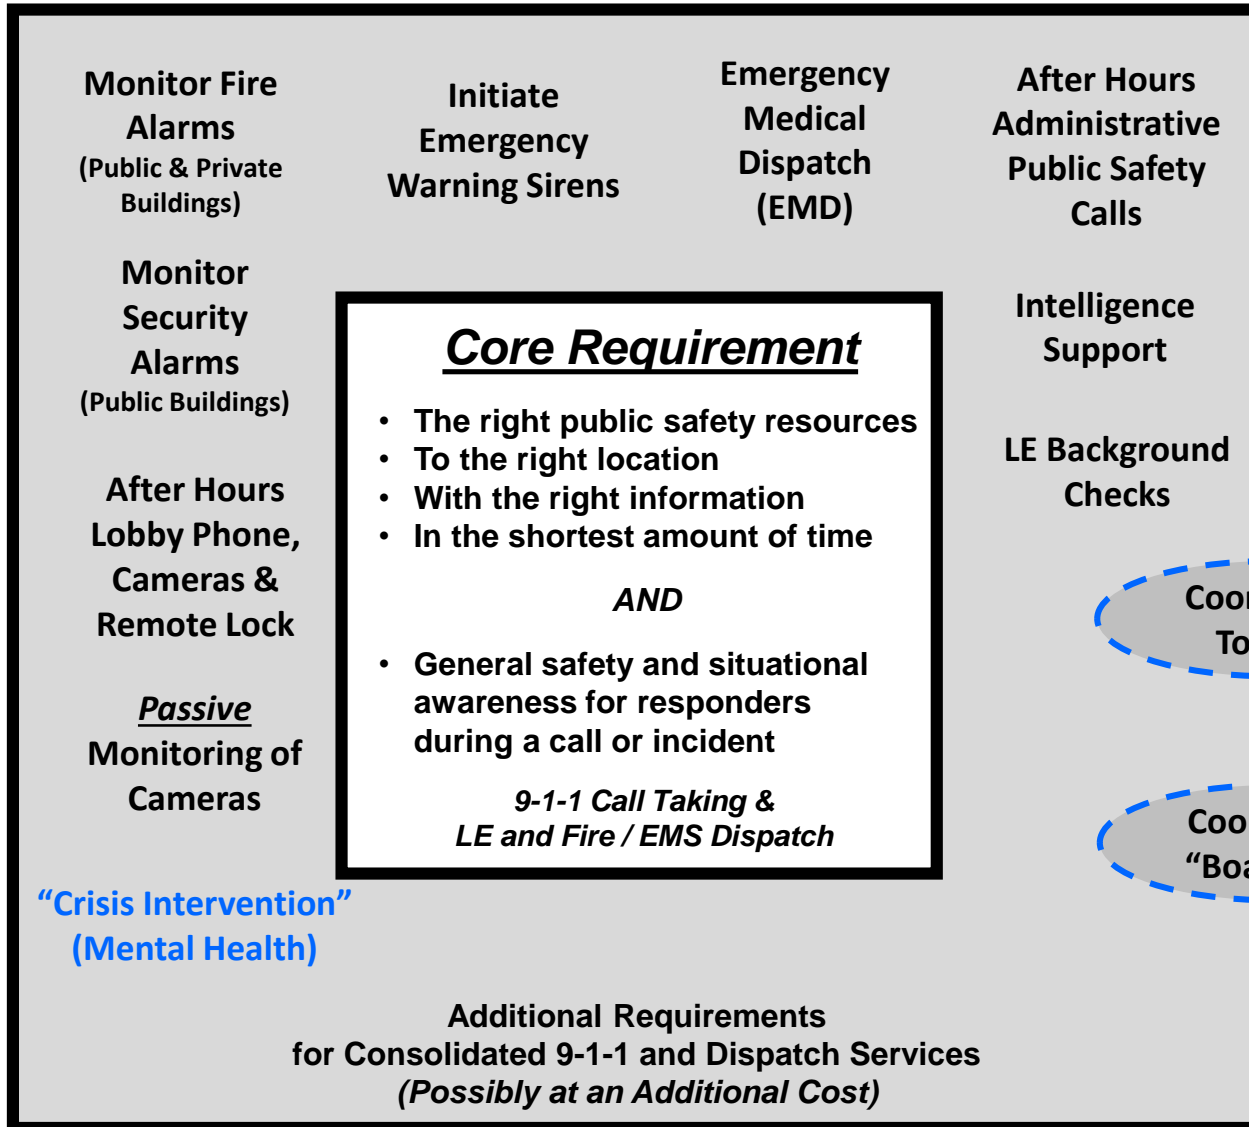 Monitor Fire
Alarms
(Public & Private
Buildings)
Initiate
Emergency
Warning Sirens
Emergency
Medical
Dispatch
(EMD)
After Hours
Administrative
Public Safety
Calls
Monitor
Security
Alarms
(Public Buildings)
After Hours
Lobby Phone,
Cameras &
Remote Lock
Passive
Monitoring of
Cameras
“Crisis Intervention”
(Mental Health)
Core Requirement
• The right public safety resources
• To the right location
• With the right information
• In the shortest amount of time
AND
• General safety and situational
awareness for responders
during a call or incident
9-1-1 Call Taking &
LE and Fire / EMS Dispatch
Intelligence
Support
LE Background
Checks
Additional Requirements
for Consolidated 9-1-1 and Dispatch Services
(Possibly at an Additional Cost)